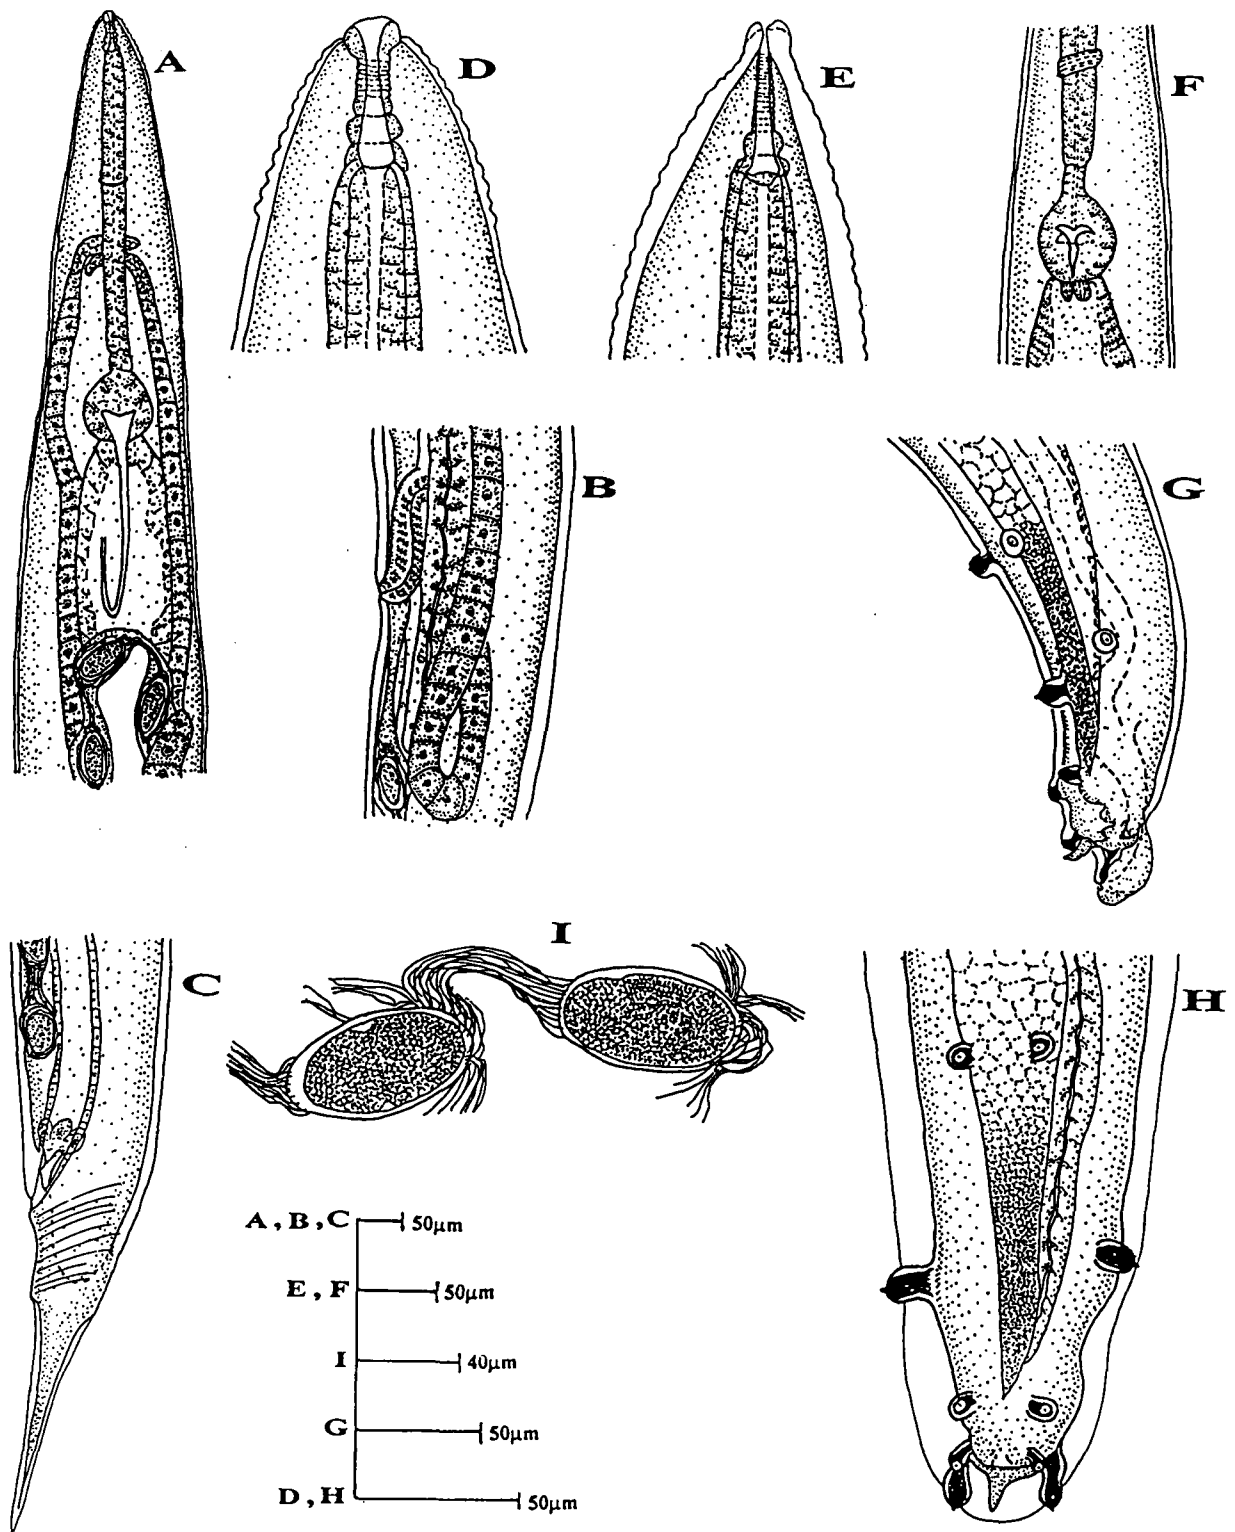 A
D
E
F
B
G
C
I
H
A, B, C 50μm
E, F 50μm
I 40μm
G 50μm
D, H 50μm